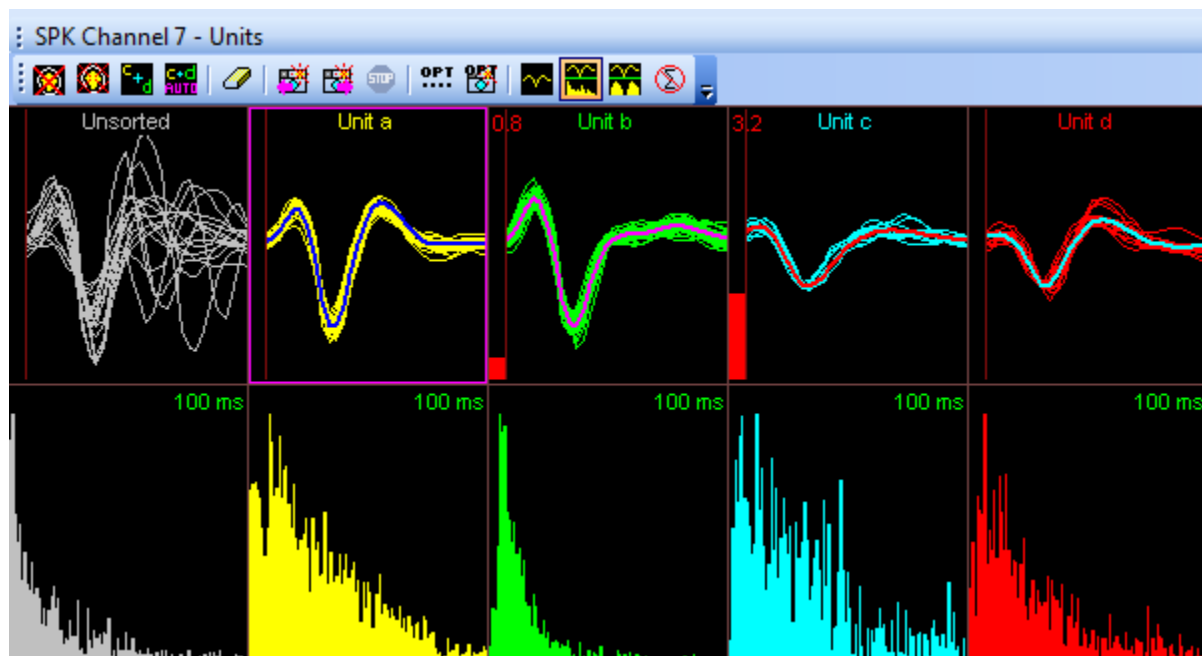 SPK Channel 7 - Units
C+d
C+d AUTO
STOP
OPT
OPT
Σ
Unsorted
Unit a
0.8
Unit b
3.2
Unit c
Unit d
100 ms
100 ms
100 ms
100 ms
100 ms